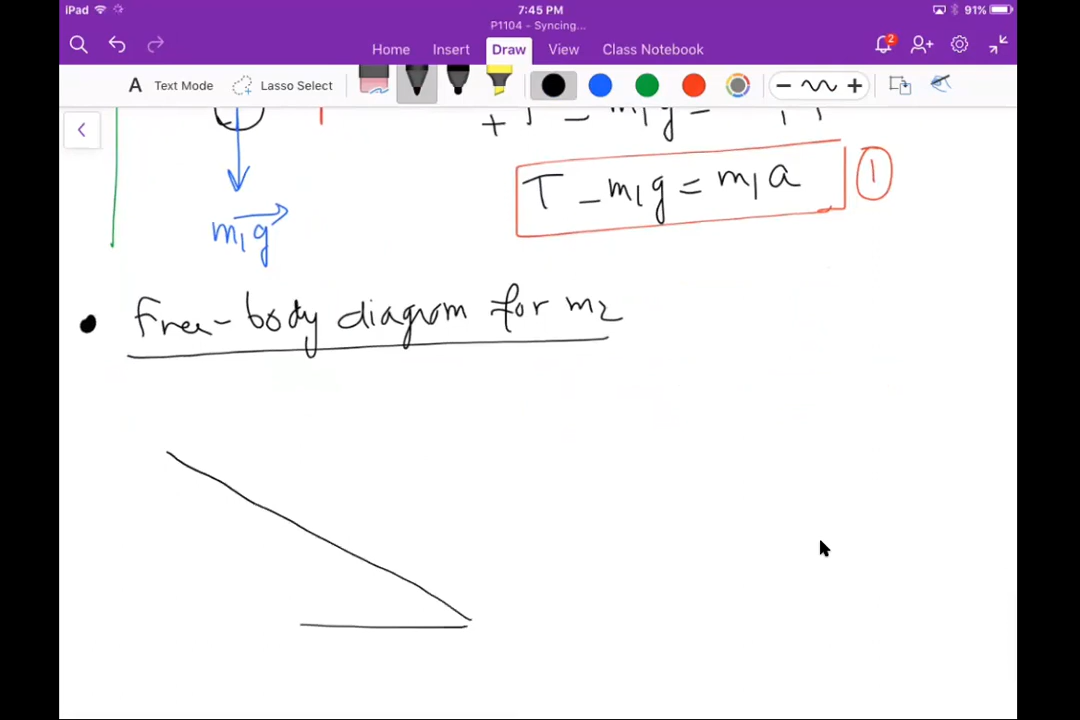 iPad 7:45 PM 91%
P1104 - Syncing...
Home Insert Draw View Class Notebook 2
A Text Mode Lasso Select
T - m1g = m1a 1
m1g
• Free-body diagram for m2